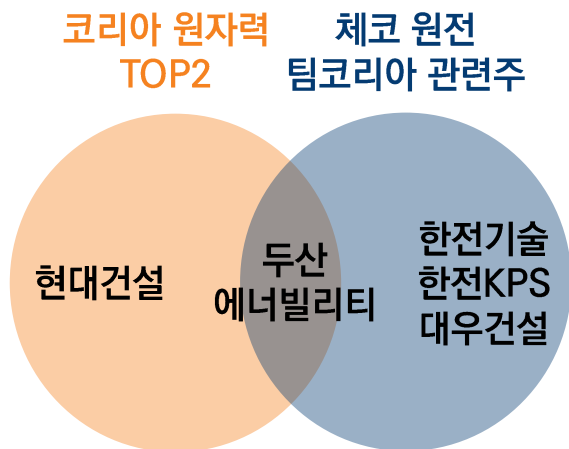 코리아 원자력
TOP2
체코 원전
팀코리아 관련주
현대건설
두산
에너빌리티
한전기술
한전KPS
대우건설